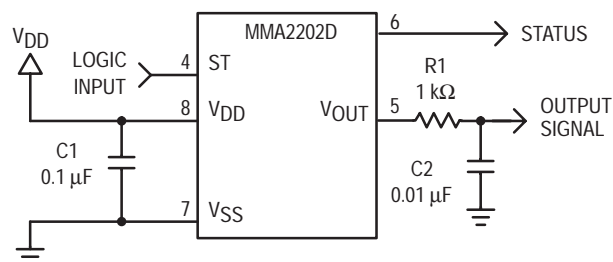 VDD
LOGIC
INPUT
4
ST
MMA2202D
6
STATUS
8
VDD
VOUT
5
R1
1 kΩ
OUTPUT
SIGNAL
C1
0.1 μF
C2
0.01 μF
7
VSS